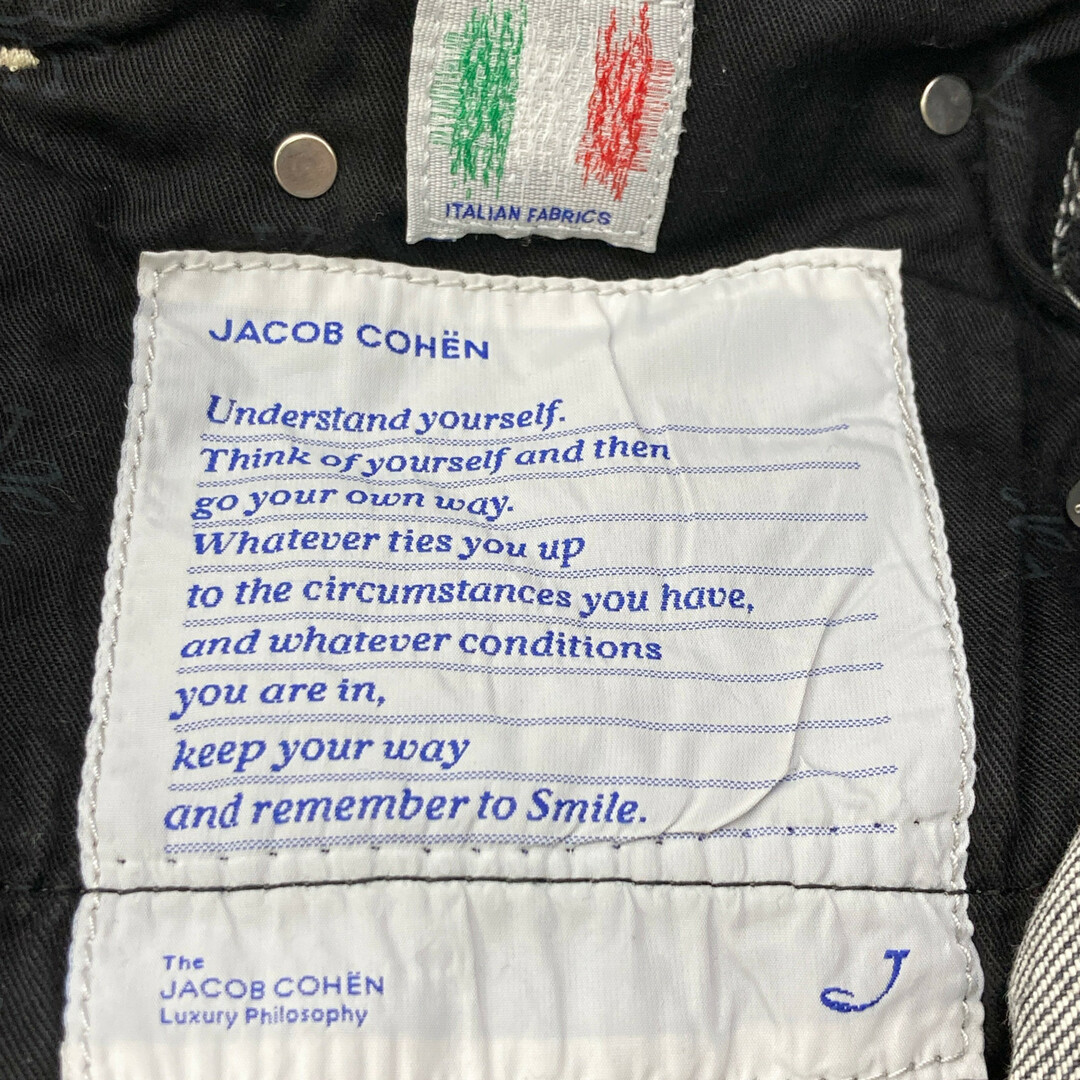 ITALIAN FABRICS
JACOB COHËN
Understand yourself.
Think of yourself and then
go your own way.
Whatever ties you up
to the circumstances you have,
and whatever conditions
you are in,
keep your way
and remember to Smile.
The
JACOB COHËN
Luxury Philosophy
J